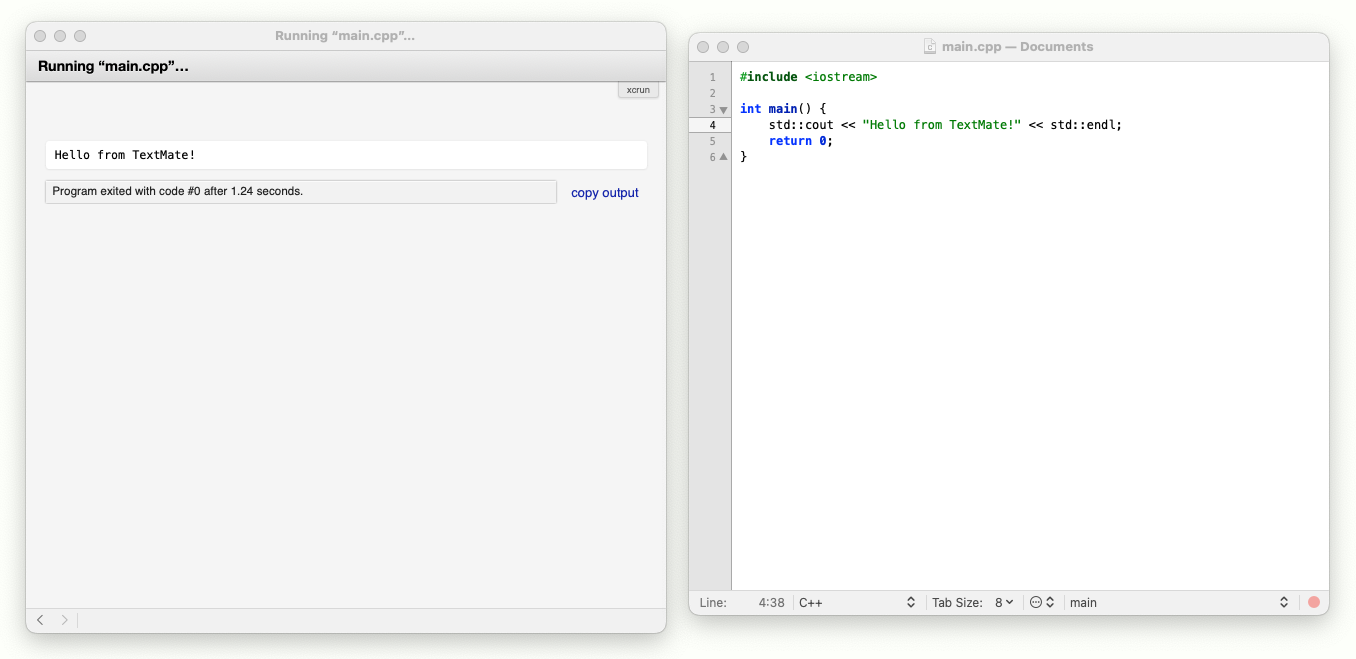 Running “main.cpp”...
Running “main.cpp”…
xcrun
Hello from TextMate!
Program exited with code #0 after 1.24 seconds.
copy output
main.cpp — Documents
1 #include <iostream>
2
3 int main() {
4     std::cout << "Hello from TextMate!" << std::endl;
5     return 0;
6 }
Line: 4:38 C++ Tab Size: 8 main